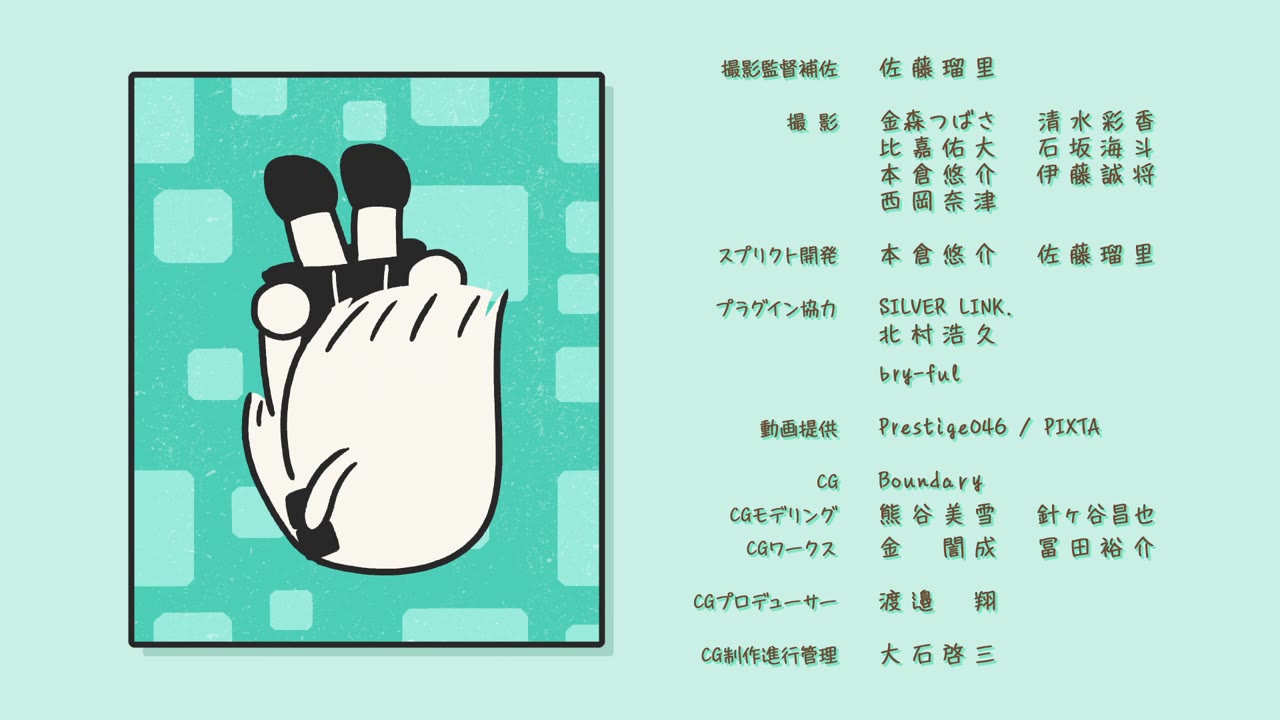 撮影監督補佐 佐藤瑠里
撮影 金森つばさ 清水彩香
比嘉佑大 石坂海斗
本倉悠介 伊藤誠将
西岡奈津
スプリクト開発 本倉悠介 佐藤瑠里
プラグイン協力 SILVER LINK.
北村浩久
bry-ful
動画提供 Prestige046 / PIXTA
CG Boundary
CGモデリング 熊谷美雪 針ヶ谷昌也
CGワークス 金 誾成 冨田裕介
CGプロデューサー 渡邉 翔
CG制作進行管理 大石啓三